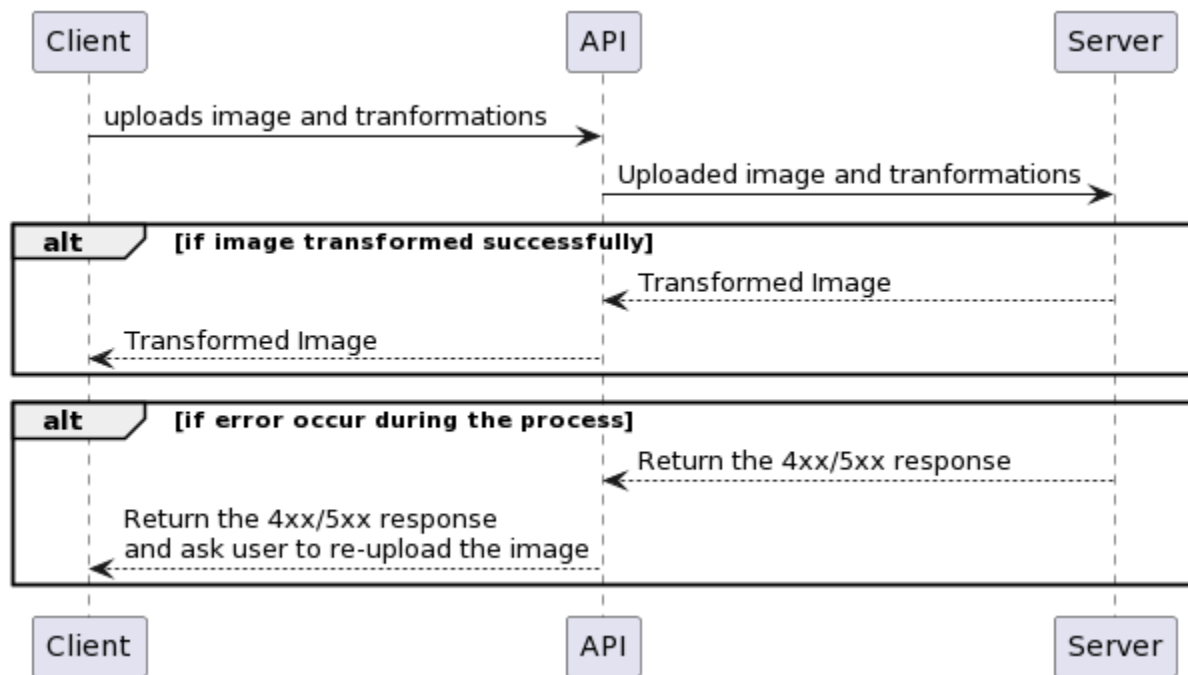 Client API Server
uploads image and tranformations
Uploaded image and tranformations
alt [if image transformed successfully]
Transformed Image
Transformed Image
alt [if error occur during the process]
Return the 4xx/5xx response
Return the 4xx/5xx response
and ask user to re-upload the image
Client API Server